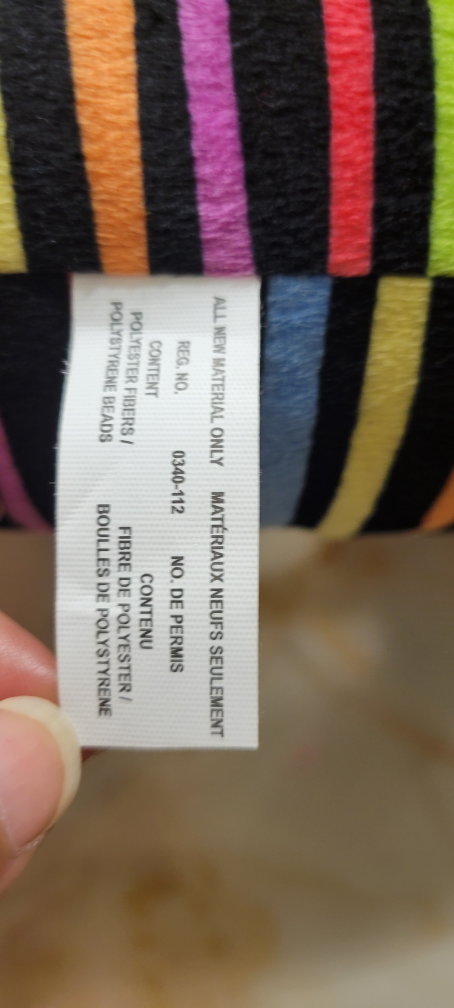 ALL NEW MATERIAL ONLY MATÉRIAUX NEUFS SEULEMENT
REG. NO. 0340-112 NO. DE PERMIS
CONTENT CONTENU
POLYESTER FIBERS / FIBRE DE POLYESTER /
POLYSTYRENE BEADS BOULLES DE POLYSTYRENE